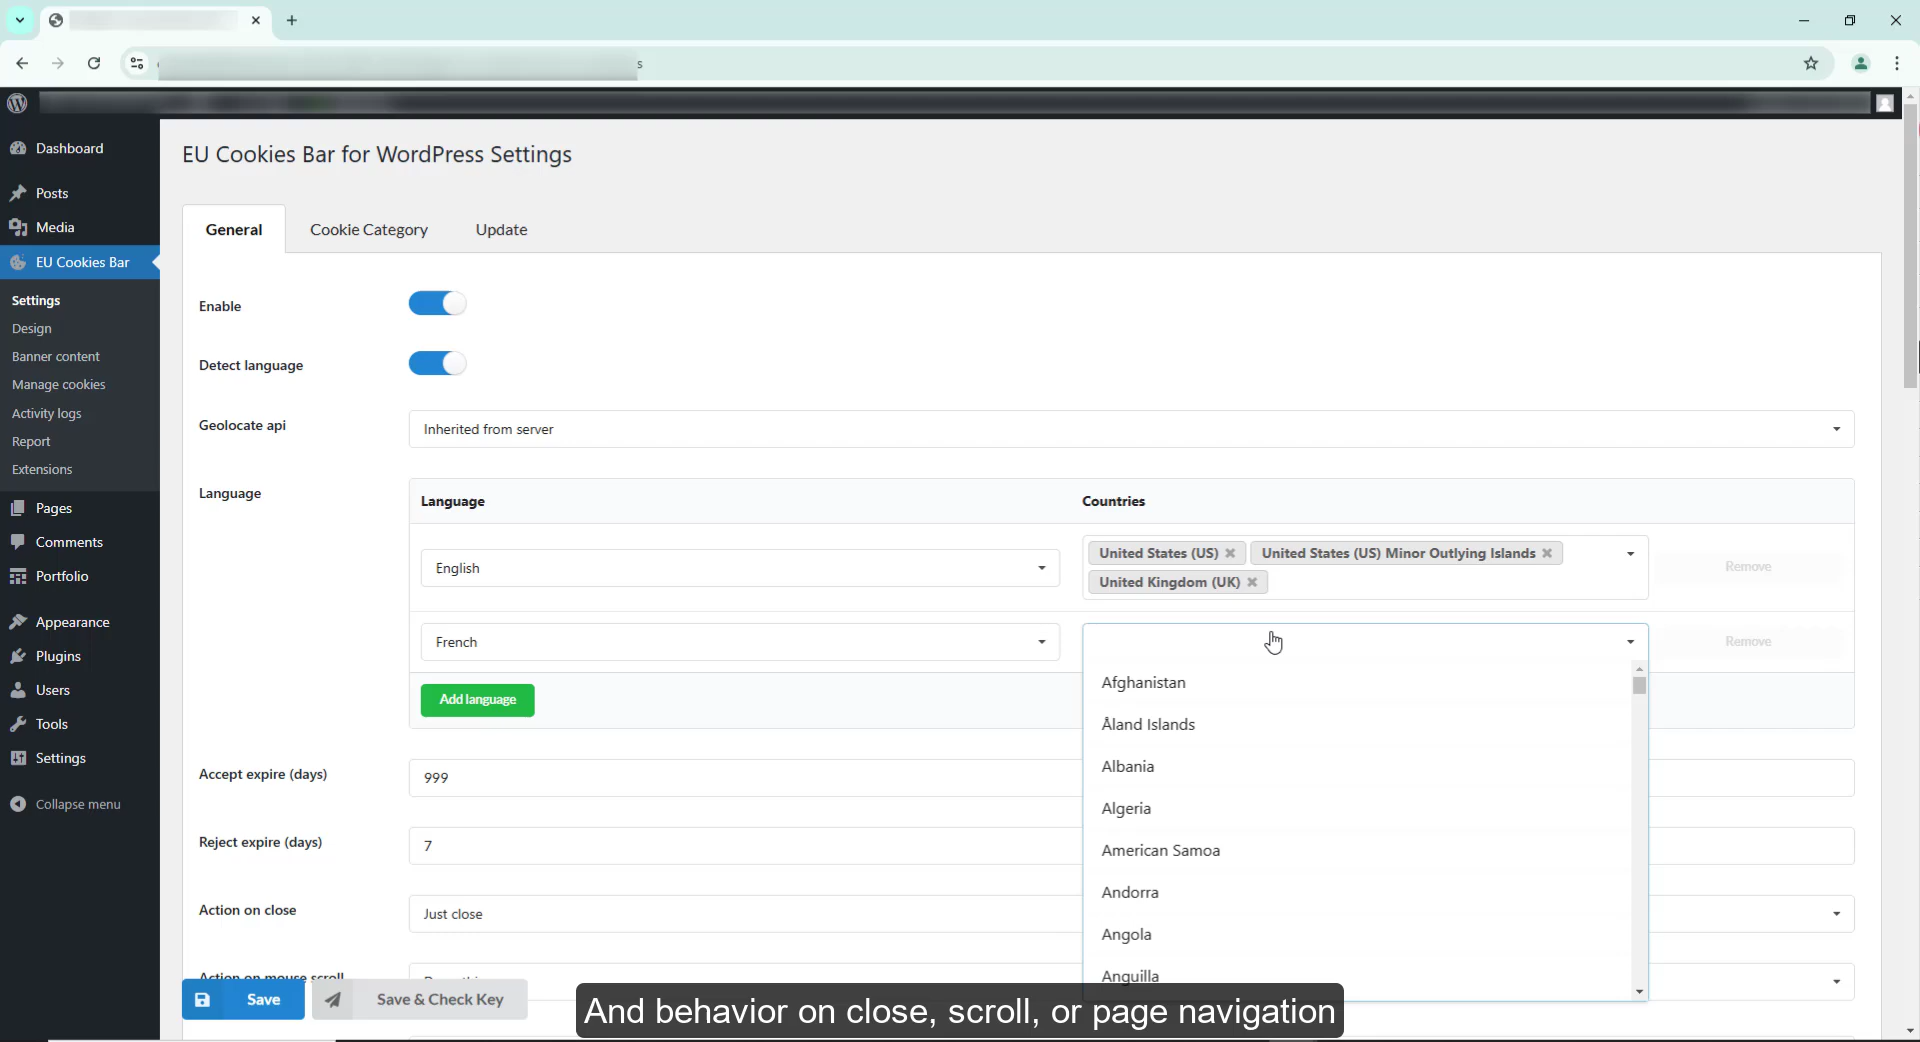 EU Cookies Bar for WordPress Settings
Dashboard
Posts
Media
EU Cookies Bar
Settings
Design
Banner content
Manage cookies
Activity logs
Report
Extensions
Pages
Comments
Portfolio
Appearance
Plugins
Users
Tools
Settings
Collapse menu
General Cookie Category Update
Enable
Detect language
Geolocate api Inherited from server
Language
Language Countries
English United States (US) United States (US) Minor Outlying Islands Remove
United Kingdom (UK)
French Remove
Add language
Afghanistan
Åland Islands
Albania
Algeria
American Samoa
Andorra
Angola
Anguilla
Accept expire (days) 999
Reject expire (days) 7
Action on close Just close
Action on mouse scroll
Save Save & Check Key
And behavior on close, scroll, or page navigation